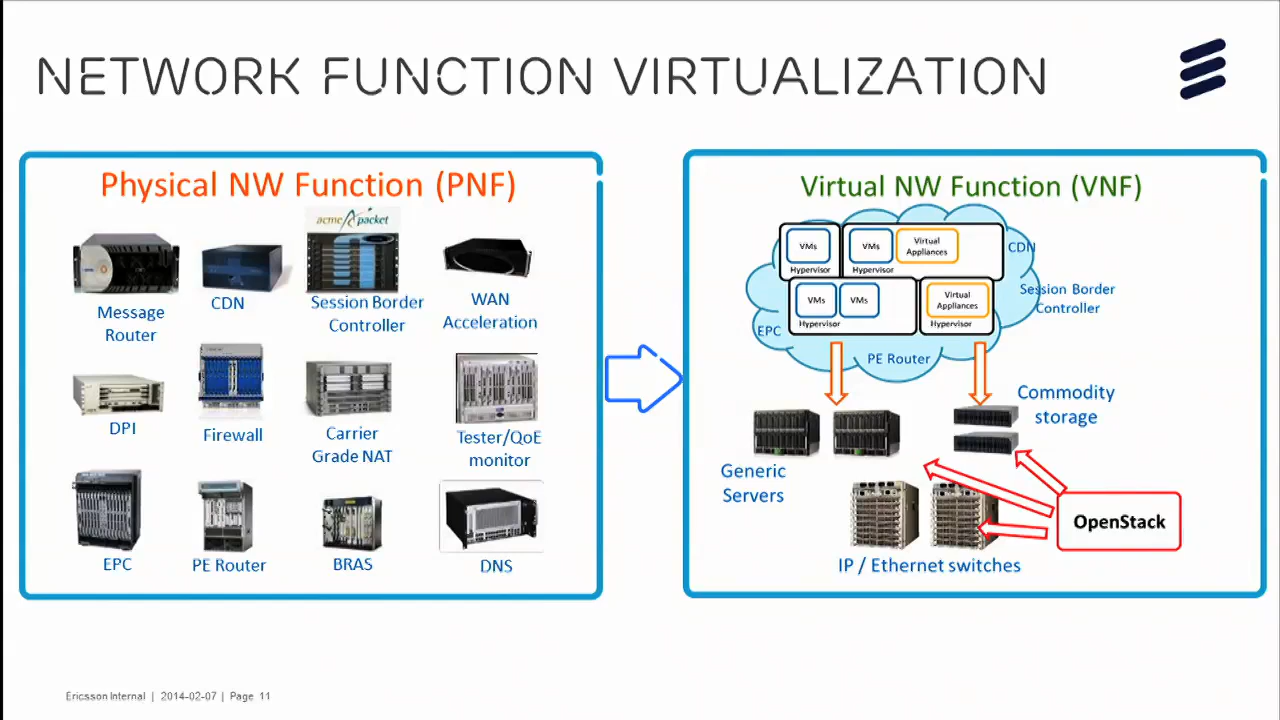 NETWORK FUNCTION VIRTUALIZATION
Physical NW Function (PNF)
acme packet
Message
Router
CDN
Session Border
Controller
WAN
Acceleration
DPI
Firewall
Carrier
Grade NAT
Tester/QoE
monitor
EPC
PE Router
BRAS
DNS
Virtual NW Function (VNF)
VMs
Hypervisor
VMs
Virtual
Appliances
Hypervisor
CDN
VMs
VMs
Hypervisor
Virtual
Appliances
Hypervisor
Session Border
Controller
EPC
PE Router
Commodity
storage
Generic
Servers
OpenStack
IP / Ethernet switches
Ericsson Internal | 2014-02-07 | Page 11